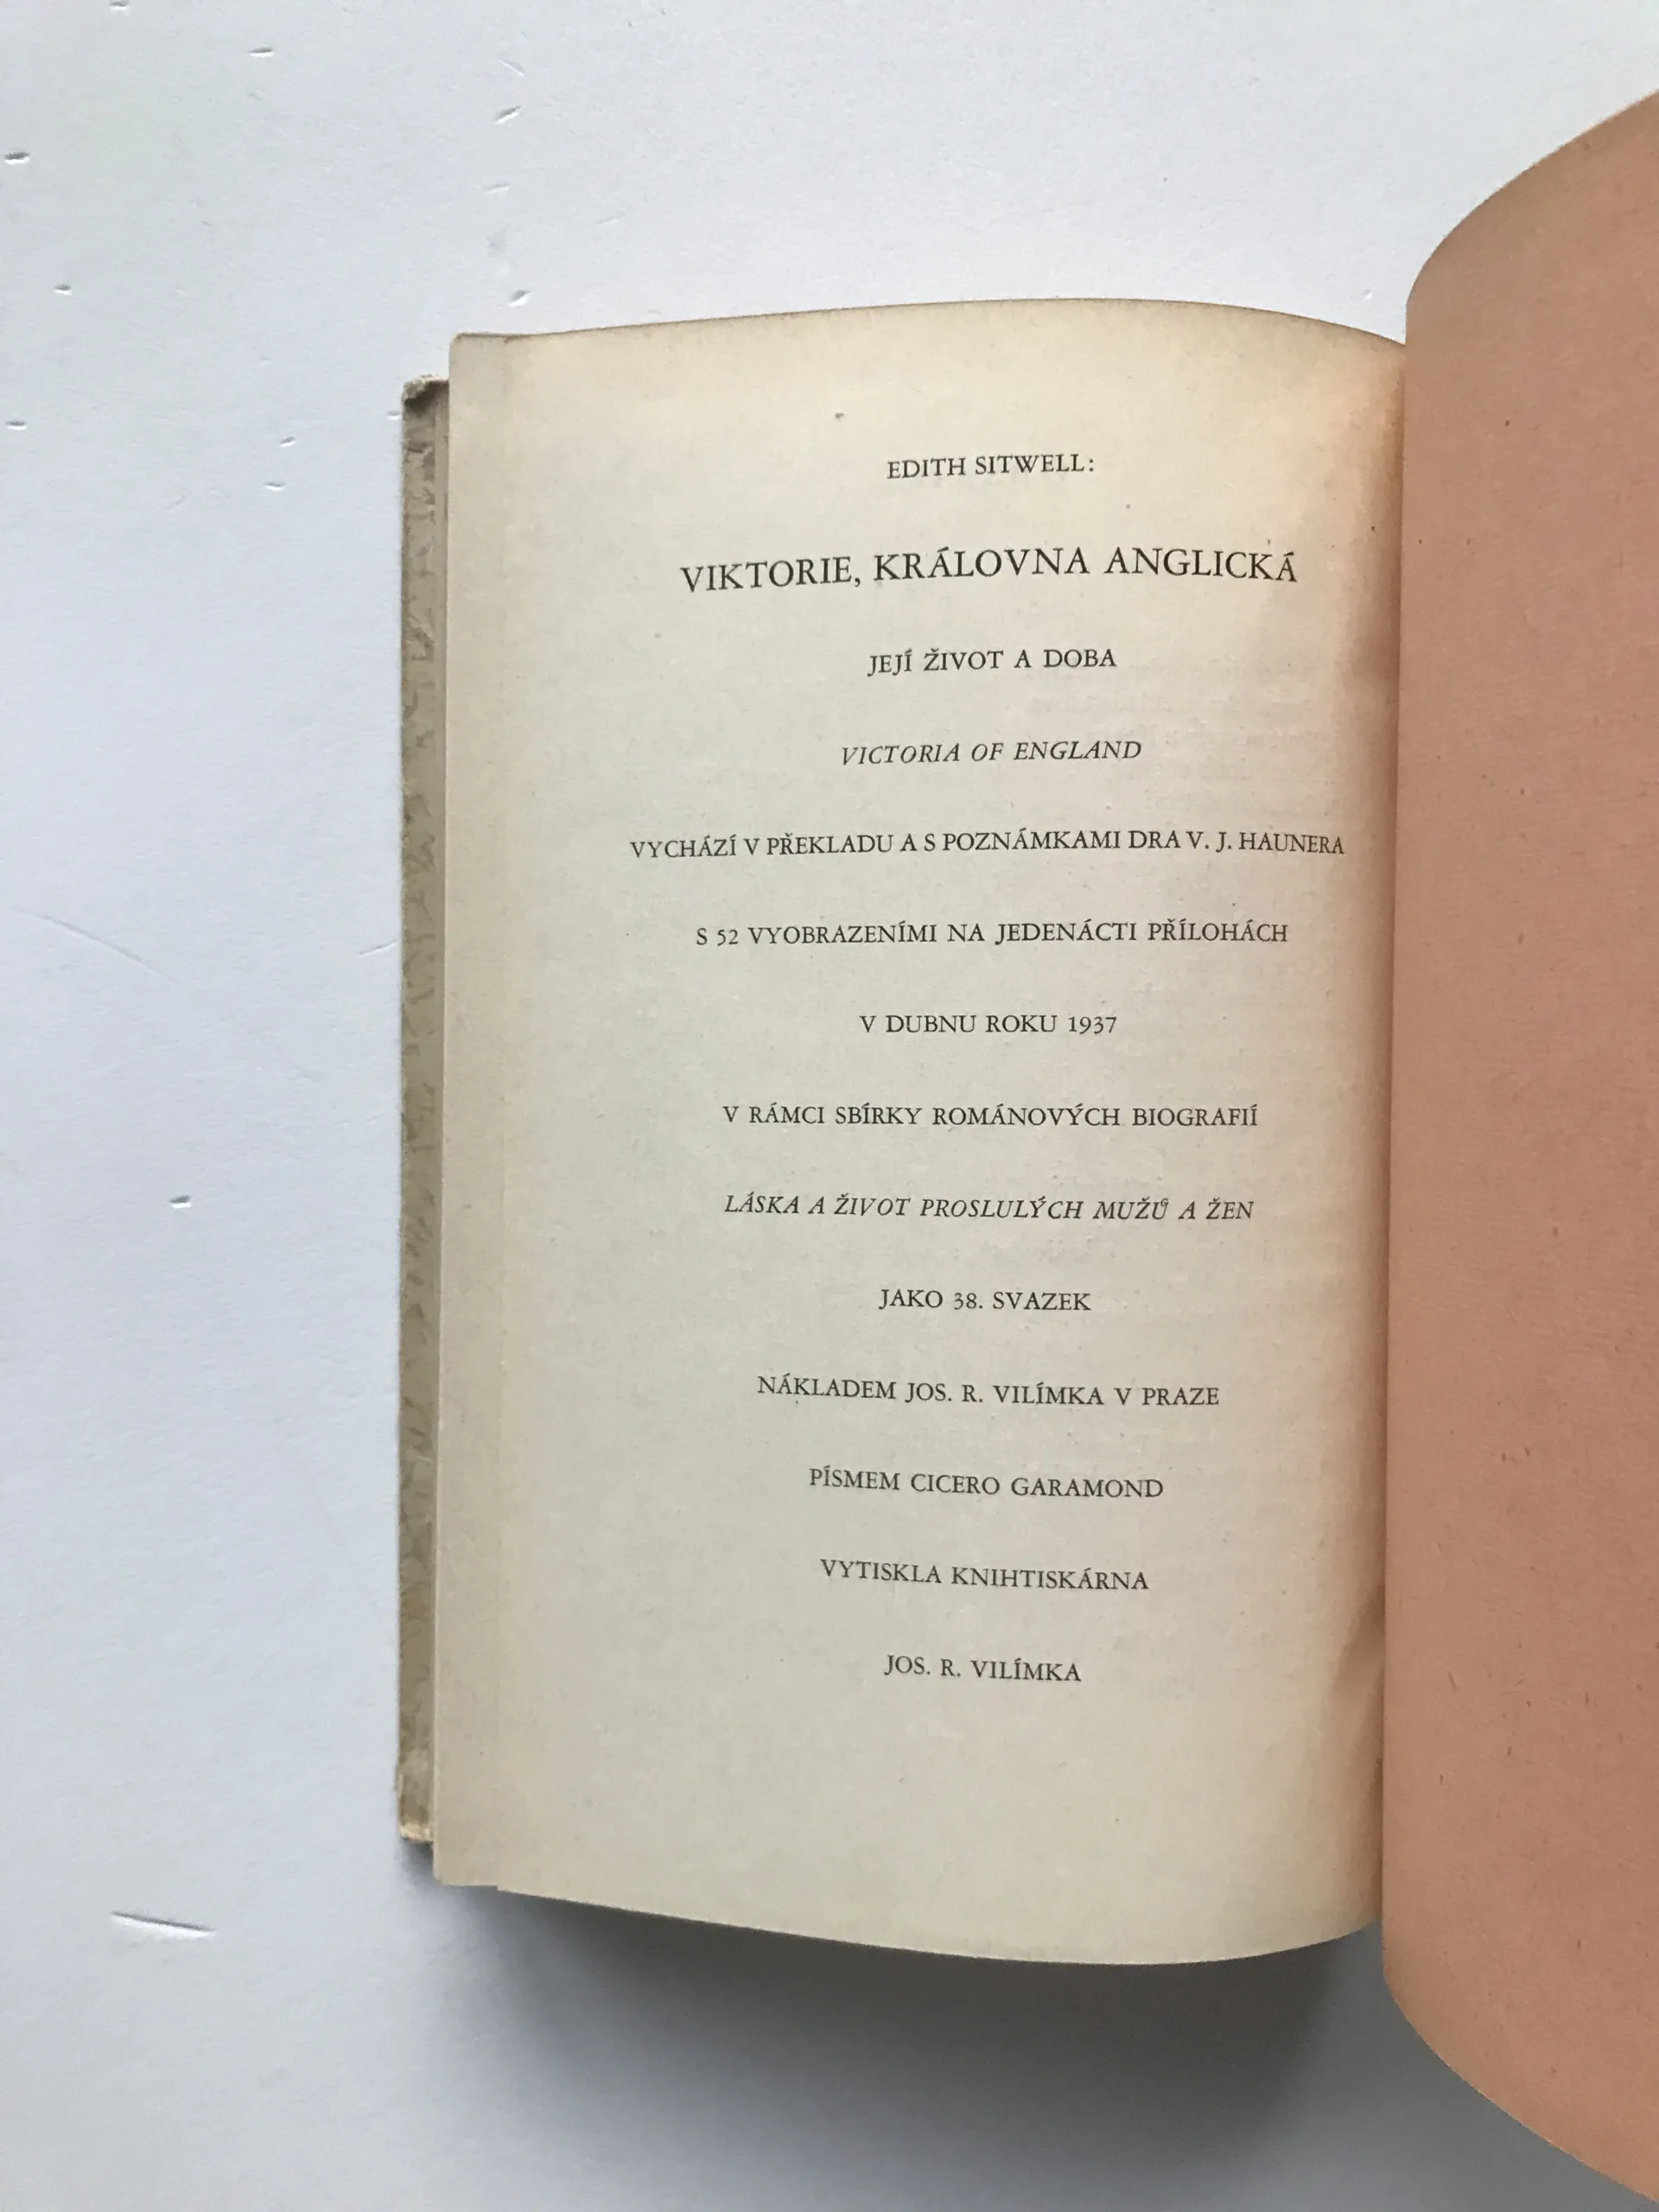 EDITH SITWELL:
VIKTORIE, KRÁLOVNA ANGLICKÁ
JEJÍ ŽIVOT A DOBA
VICTORIA OF ENGLAND
VYCHÁZÍ V PŘEKLADU A S POZNÁMKAMI DRA V. J. HAUNERA
S 52 VYOBRAZENÍMI NA JEDENÁCTI PŘÍLOHÁCH
V DUBNU ROKU 1937
V RÁMCI SBÍRKY ROMÁNOVÝCH BIOGRAFIÍ
LÁSKA A ŽIVOT PROSLULÝCH MUŽŮ A ŽEN
JAKO 38. SVAZEK
NÁKLADEM JOS. R. VILÍMKA V PRAZE
PÍSMEM CICERO GARAMOND
VYTISKLA KNIHTISKÁRNA
JOS. R. VILÍMKA